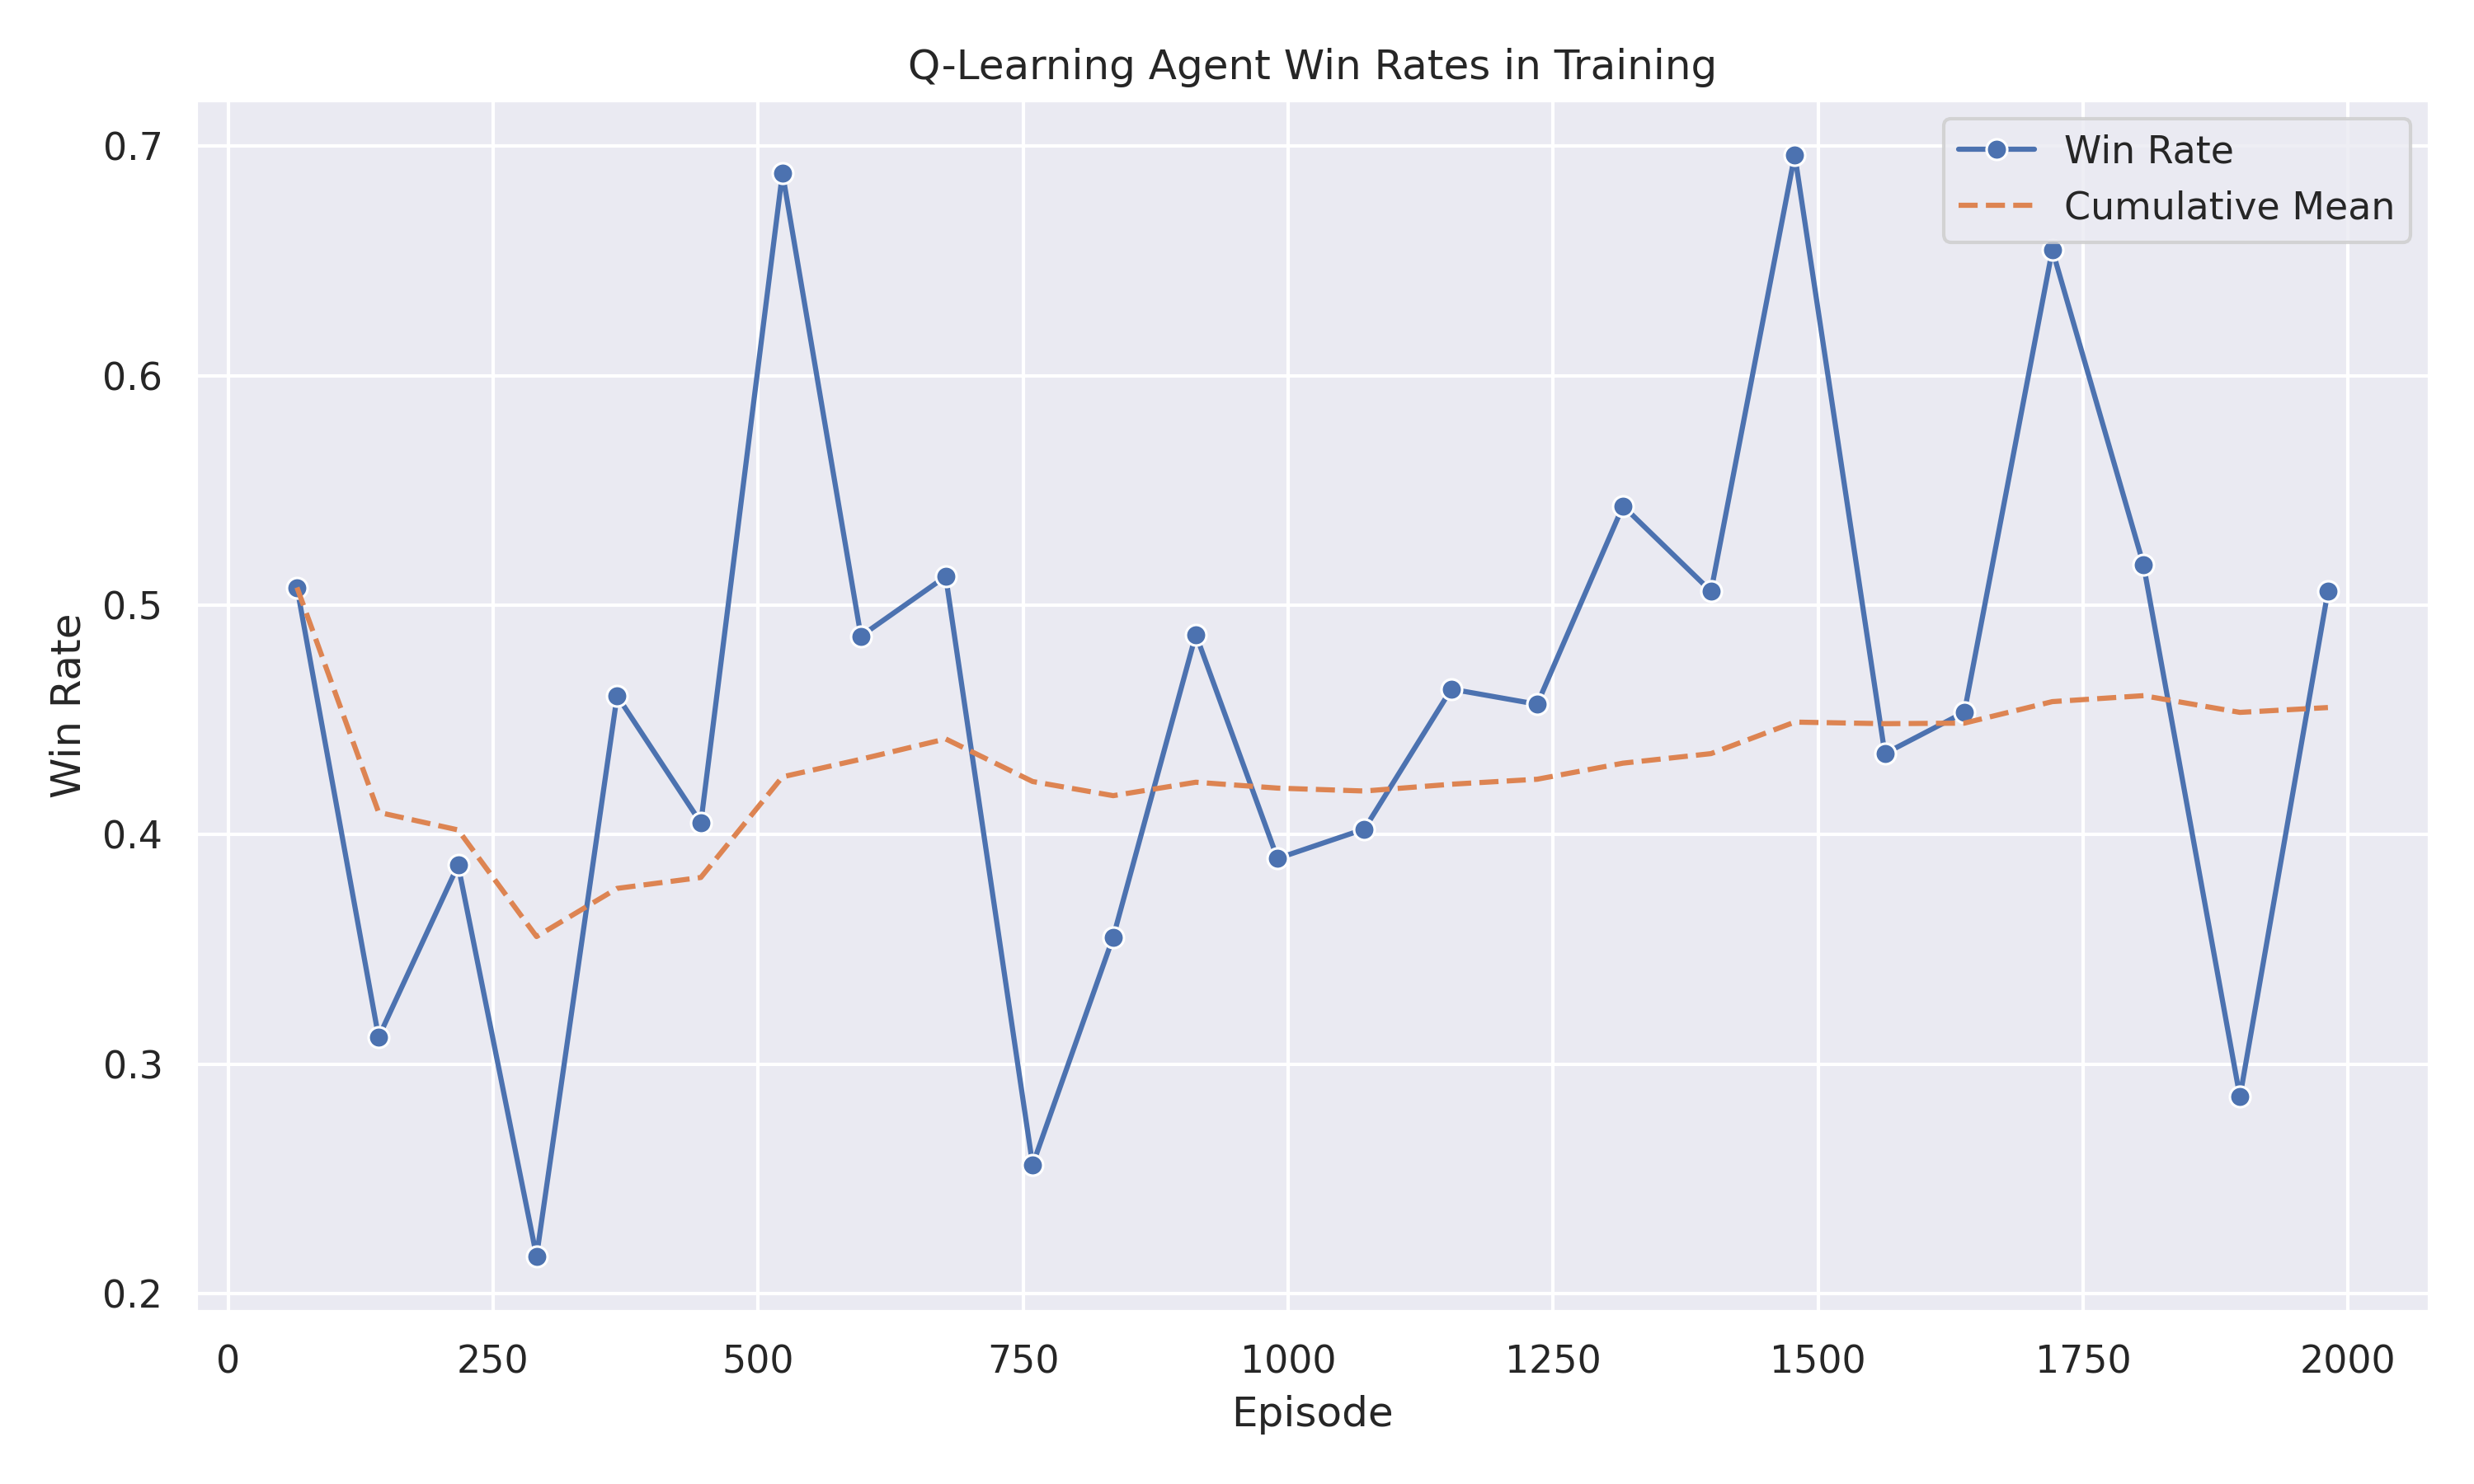 Q-Learning Agent Win Rates in Training
Win Rate
Cumulative Mean
0.7
0.6
0.5
0.4
0.3
0.2
Win Rate
0 250 500 750 1000 1250 1500 1750 2000
Episode